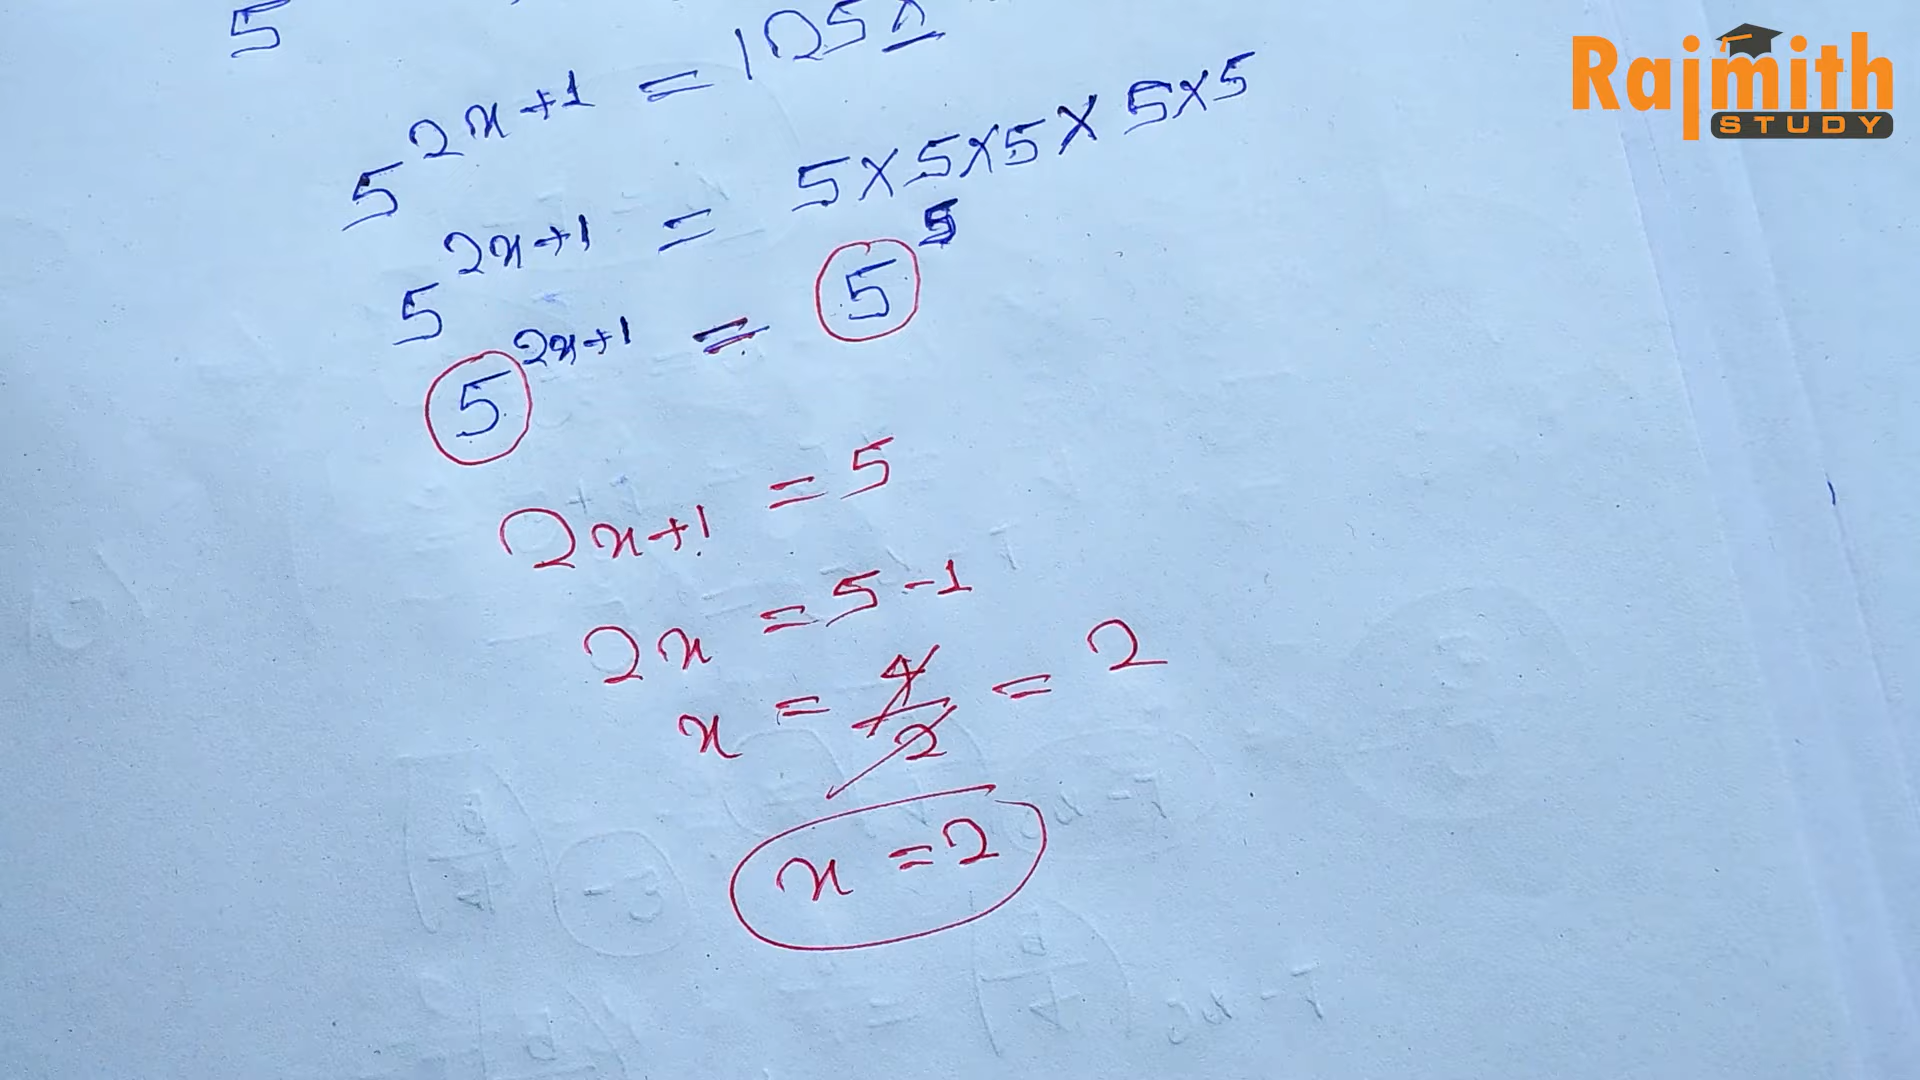 Rajmith
STUDY
5
5^{2x+1} = 125
5^{2x+1} = 5×5×5×5×5
5^{2x+1} = 5^5
2x+1 = 5
2x = 5-1
x = 4/2 = 2
x = 2